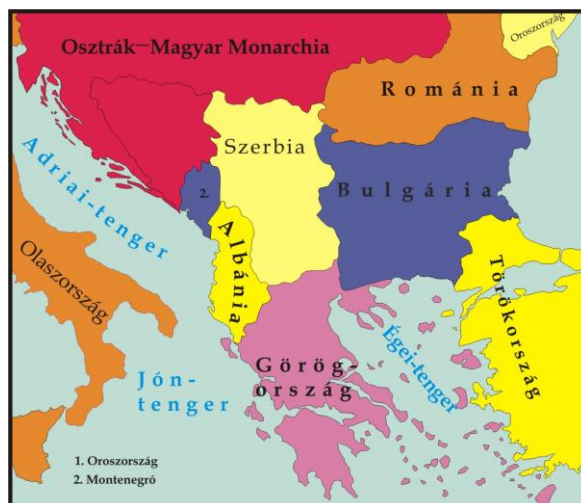 Osztrák–Magyar Monarchia
Oroszország
Románia
Szerbia
Adriai-tenger
2.
Bulgária
Albánia
Olaszország
Törökország
Égei-tenger
Görög-
ország
Jón-
tenger
1. Oroszország
2. Montenegró